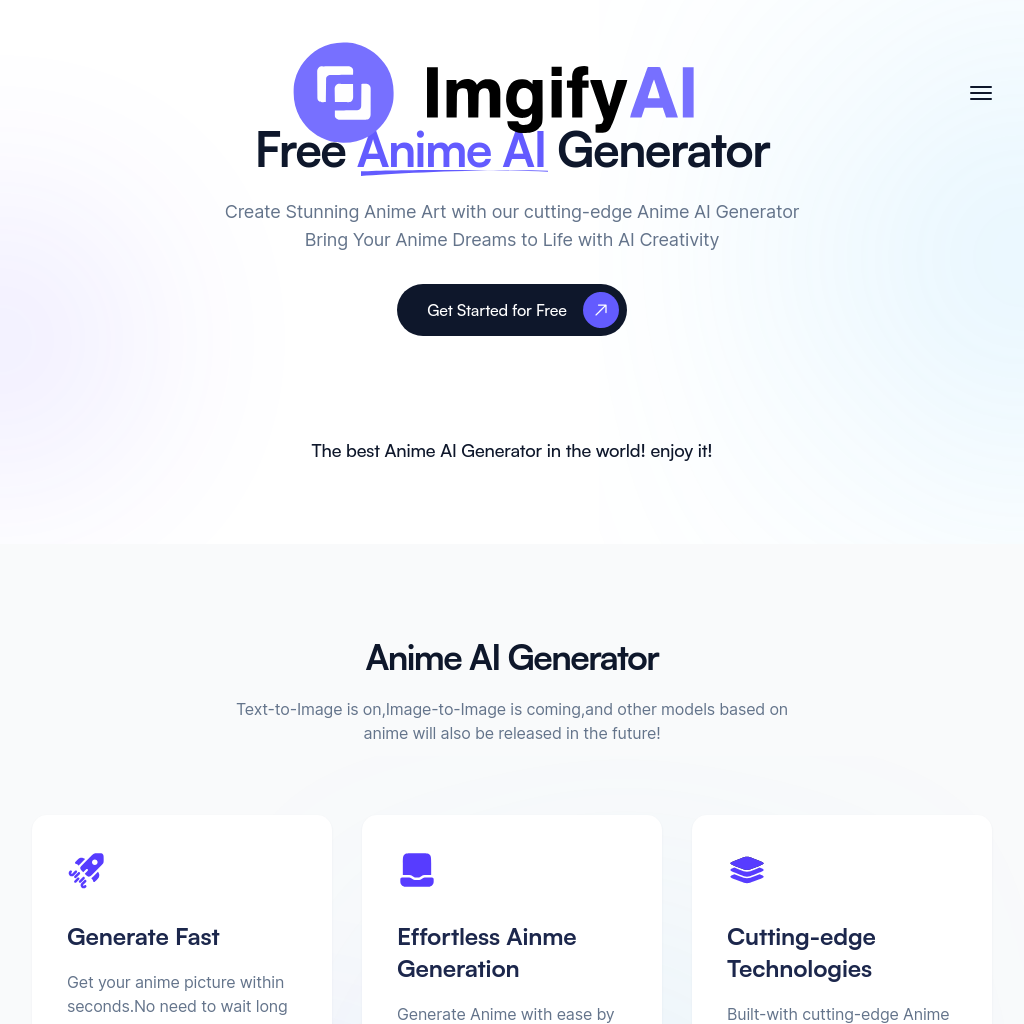 ImgifyAI
Free Anime AI Generator
Create Stunning Anime Art with our cutting-edge Anime AI Generator
Bring Your Anime Dreams to Life with AI Creativity
Get Started for Free
The best Anime AI Generator in the world! enjoy it!
Anime AI Generator
Text-to-Image is on,Image-to-Image is coming,and other models based on
anime will also be released in the future!
Generate Fast
Get your anime picture within
seconds.No need to wait long
Effortless Ainme
Generation
Generate Anime with ease by
Cutting-edge
Technologies
Built-with cutting-edge Anime